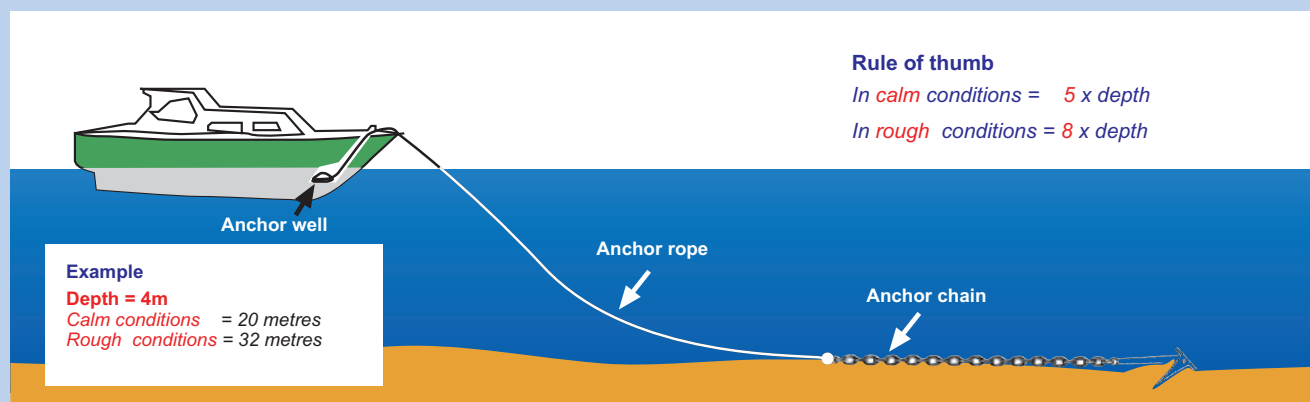 Rule of thumb
In calm conditions = 5 x depth
In rough conditions = 8 x depth
Anchor well
Anchor rope
Anchor chain
Example
Depth = 4m
Calm conditions = 20 metres
Rough conditions = 32 metres